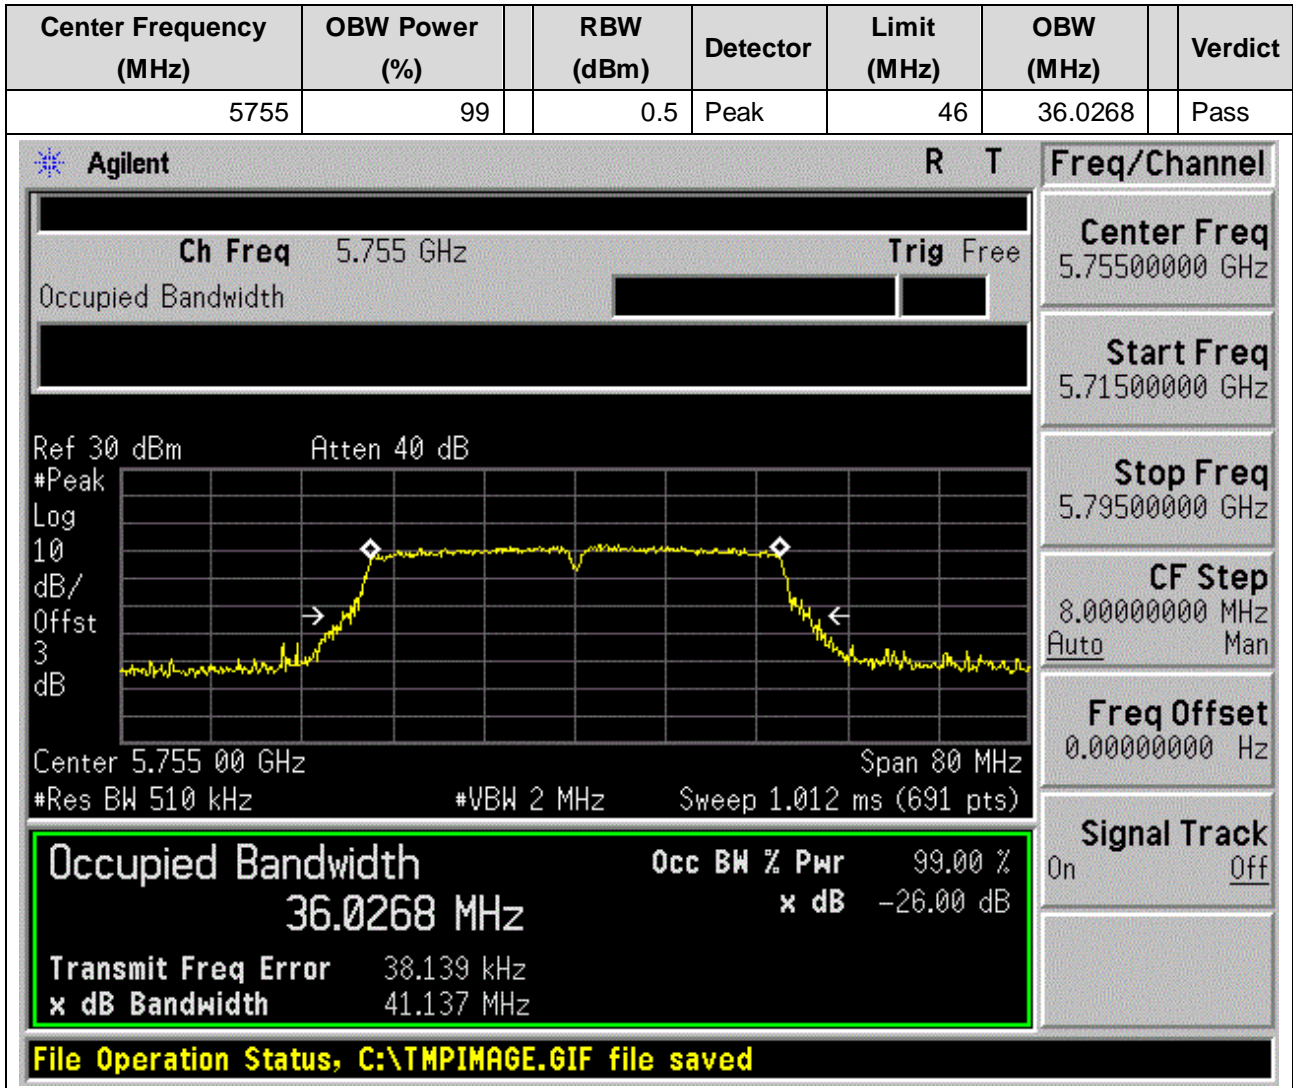 Center Frequency (MHz) OBW Power (%) RBW (dBm) Detector Limit (MHz) OBW (MHz) Verdict
5755 99 0.5 Peak 46 36.0268 Pass
Agilent R T Freq/Channel
Ch Freq 5.755 GHz Trig Free
Occupied Bandwidth
Center Freq
5.75500000 GHz
Start Freq
5.71500000 GHz
Stop Freq
5.79500000 GHz
CF Step
8.00000000 MHz
Auto Man
Freq Offset
0.00000000 Hz
Signal Track
On Off
Ref 30 dBm Atten 40 dB
#Peak
Log
10
dB/
Offst
3
dB
Center 5.755 00 GHz Span 80 MHz
#Res BW 510 kHz #VBW 2 MHz Sweep 1.012 ms (691 pts)
Occupied Bandwidth Occ BW % Pwr 99.00 %
36.0268 MHz x dB -26.00 dB
Transmit Freq Error 38.139 kHz
x dB Bandwidth 41.137 MHz
File Operation Status, C:\TMPIMAGE.GIF file saved